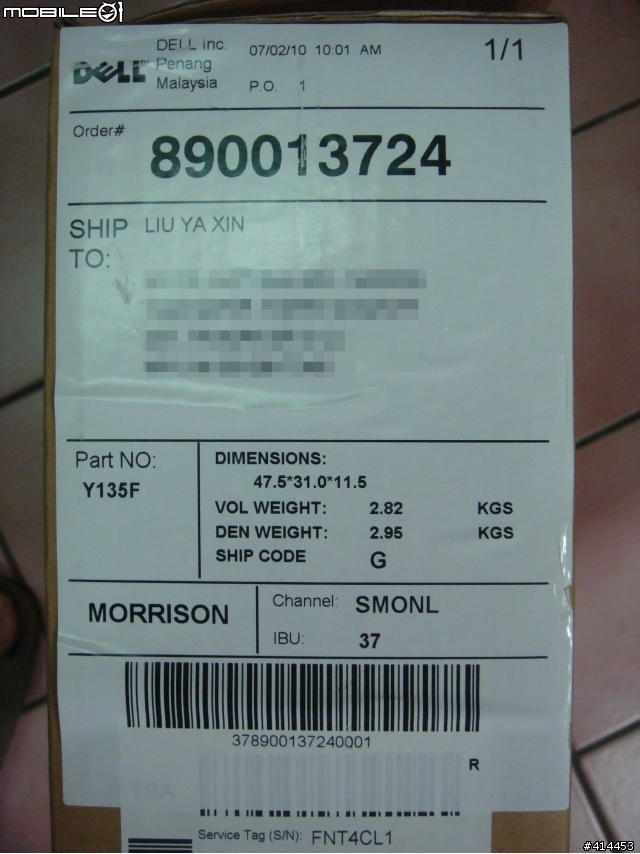 MOBILE01
DELL Inc. 07/02/10 10:01 AM 1/1
DELL™ Penang
Malaysia P.O. 1
Order#
890013724
SHIP LIU YA XIN
TO:
Part NO: DIMENSIONS:
Y135F 47.5*31.0*11.5
VOL WEIGHT: 2.82 KGS
DEN WEIGHT: 2.95 KGS
SHIP CODE G
MORRISON Channel: SMONL
IBU: 37
378900137240001
R
TSA
Service Tag (S/N): FNT4CL1
#414453